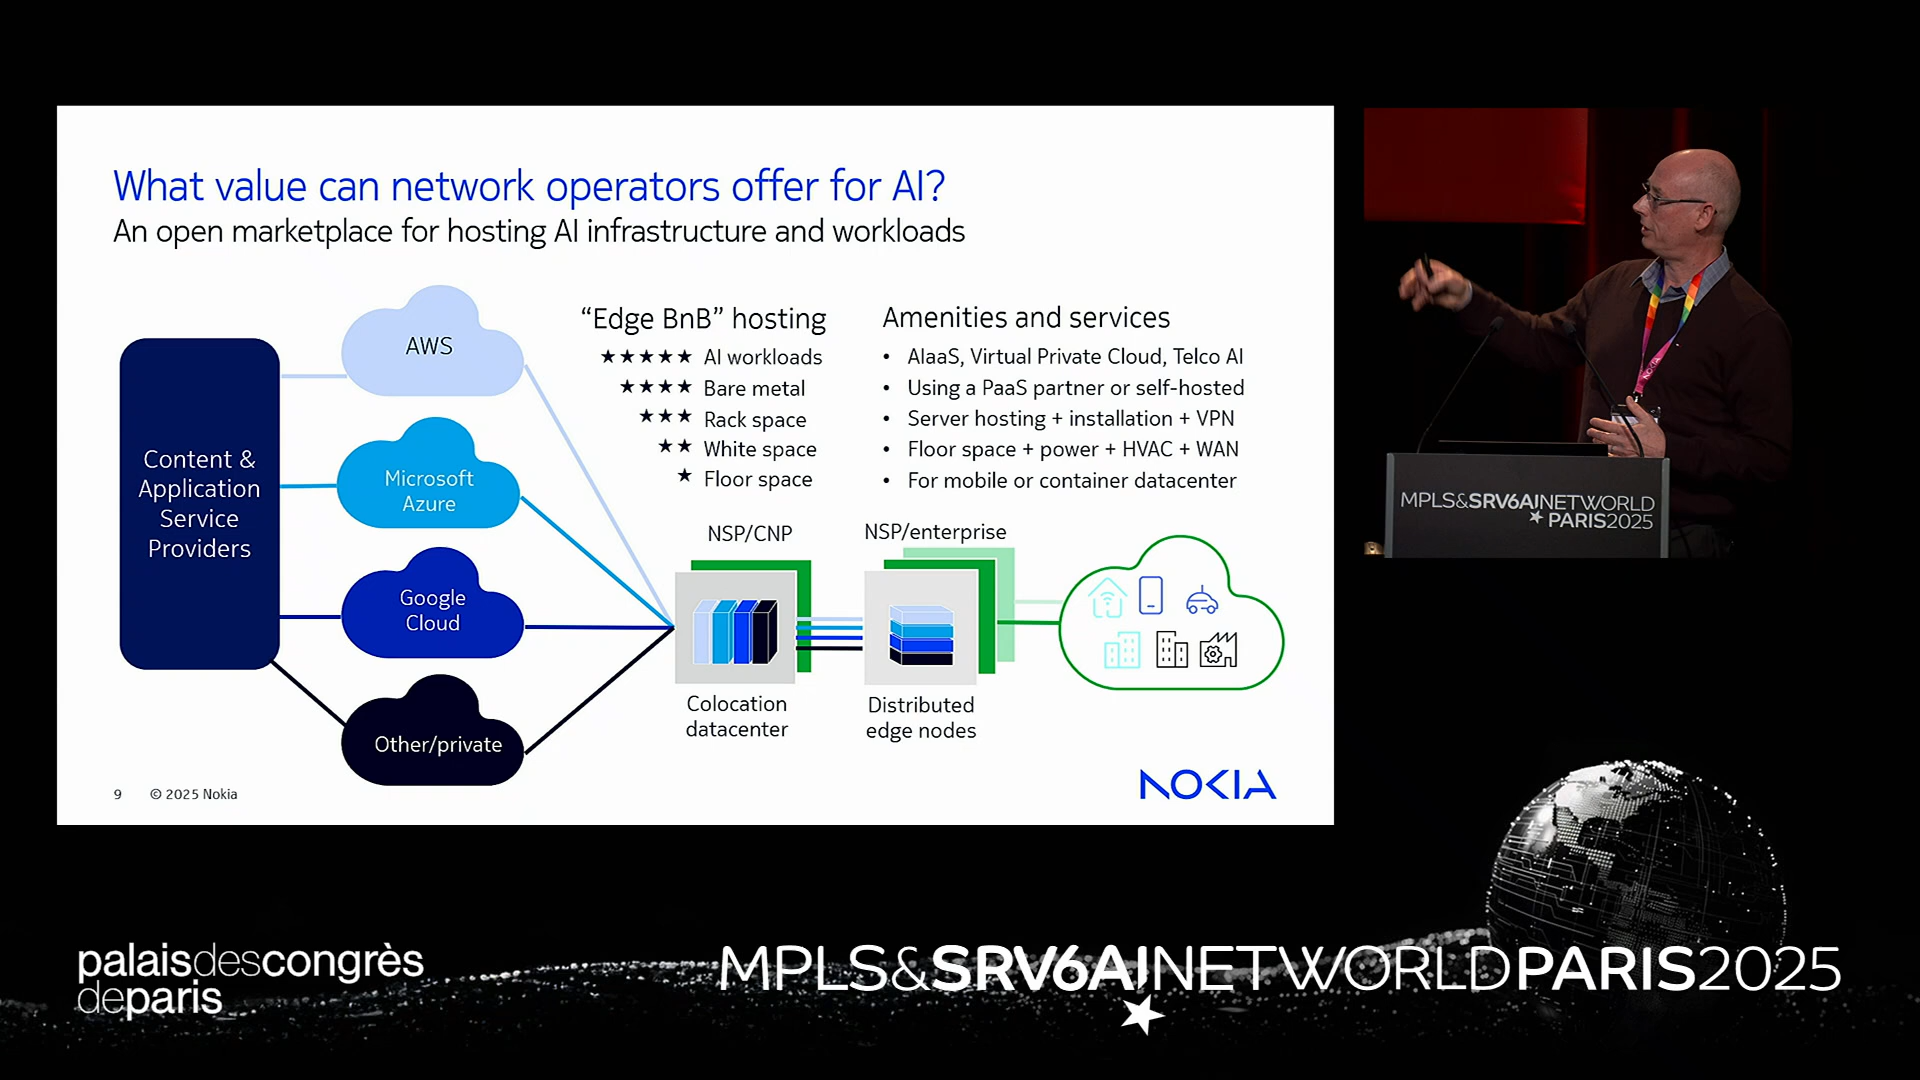 What value can network operators offer for AI?
An open marketplace for hosting AI infrastructure and workloads
Content &
Application
Service
Providers
AWS
Microsoft
Azure
Google
Cloud
Other/private
“Edge BnB” hosting
★★★★★ AI workloads
★★★★ Bare metal
★★★ Rack space
★★ White space
★ Floor space
Amenities and services
• AIaaS, Virtual Private Cloud, Telco AI
• Using a PaaS partner or self-hosted
• Server hosting + installation + VPN
• Floor space + power + HVAC + WAN
• For mobile or container datacenter
NSP/CNP
NSP/enterprise
Colocation
datacenter
Distributed
edge nodes
9 © 2025 Nokia
NOKIA
NOKIA
MPLS&SRV6AINETWORLD
PARIS2025
palaisdescongrès
deparis
MPLS&SRV6AINETWORLDPARIS2025